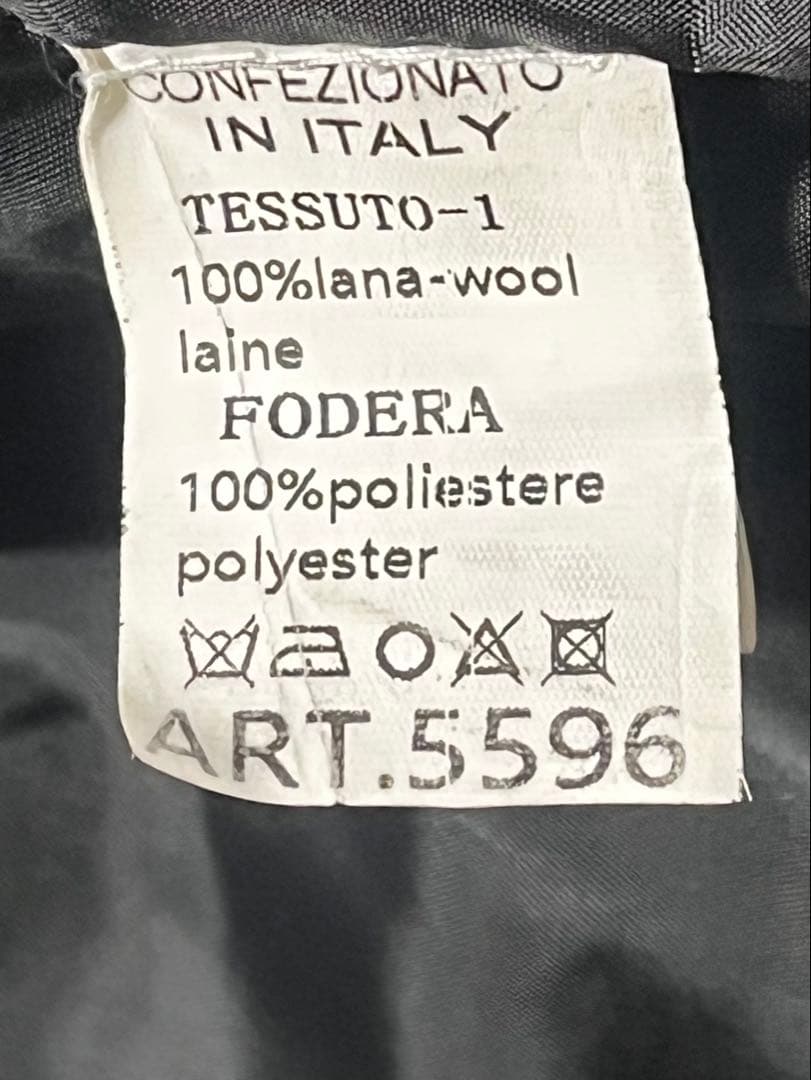 CONFEZIONATO
IN ITALY
TESSUTO-1
100%lana-wool
laine
FODERA
100%poliestere
polyester
ART.5596